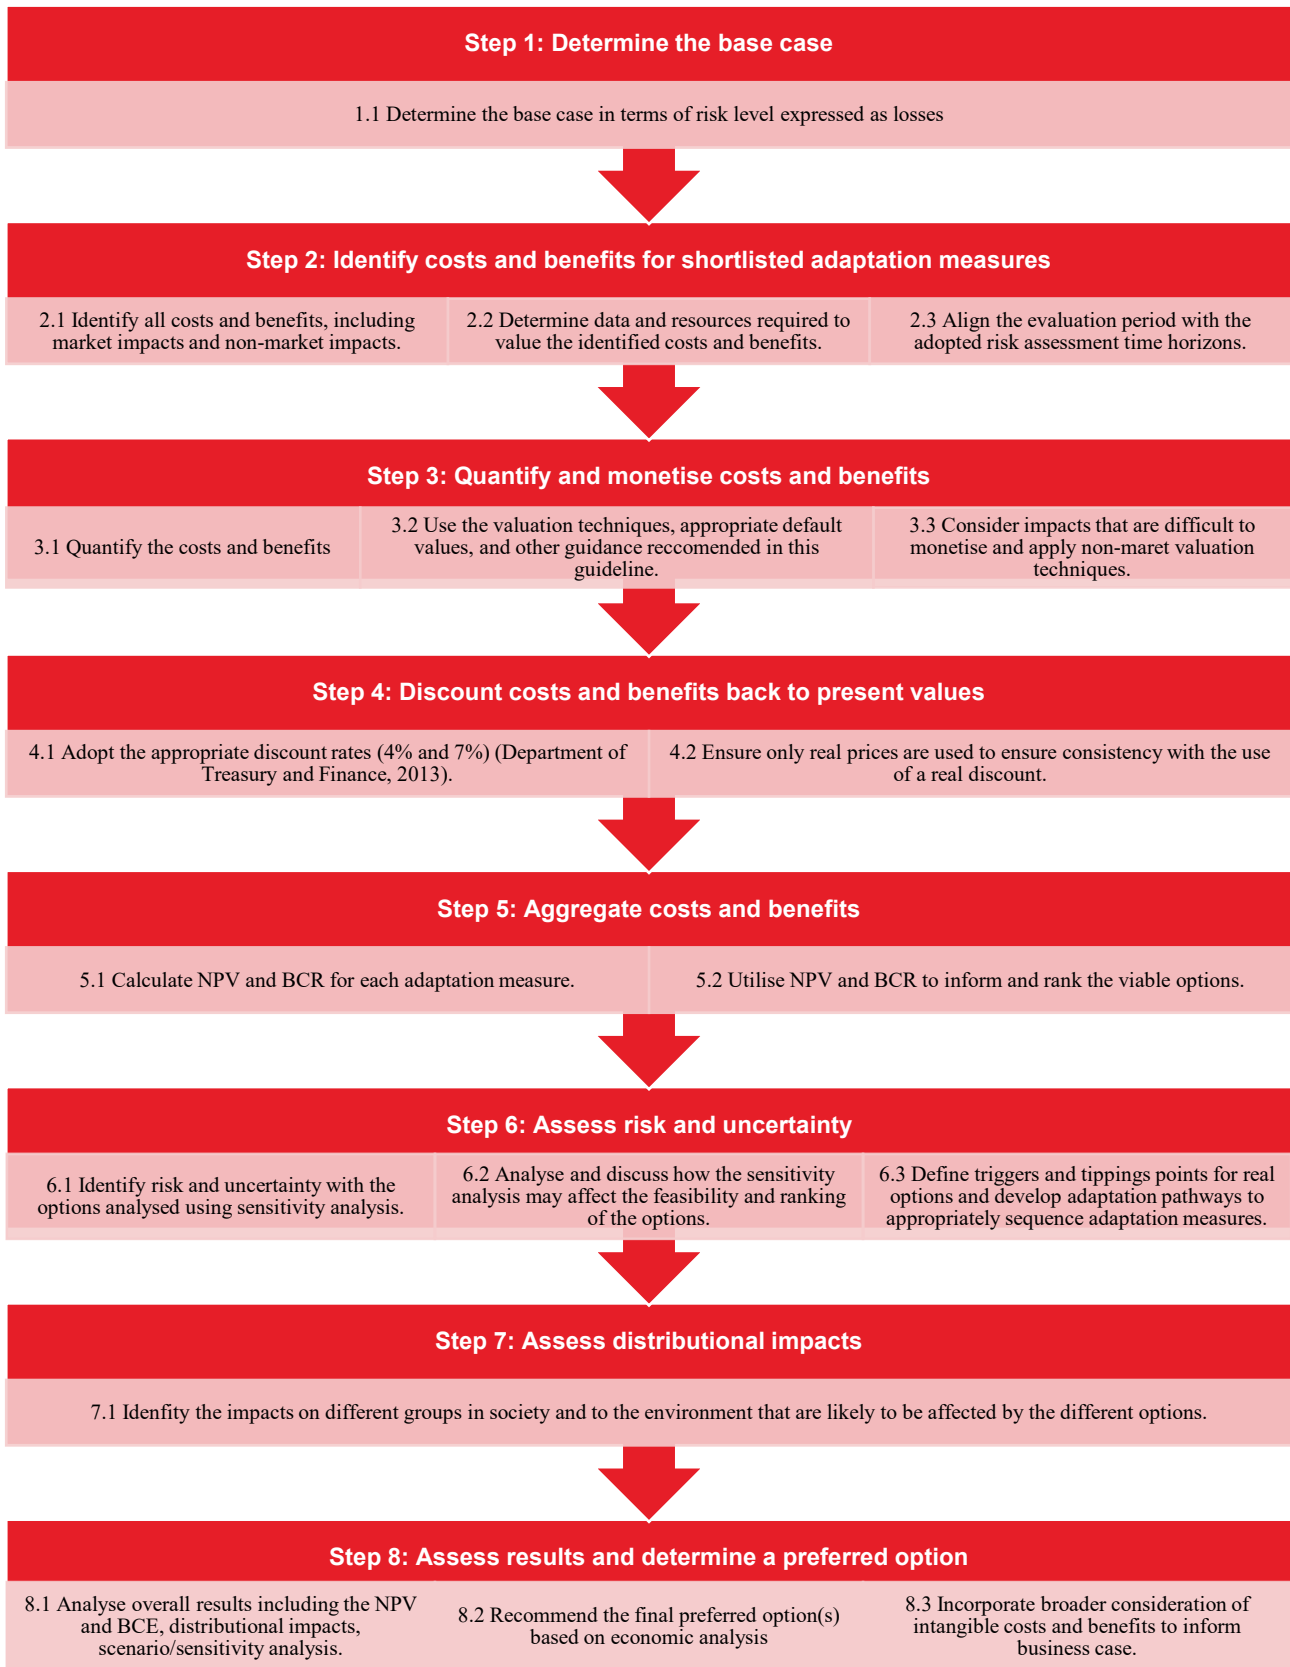 Step 1: Determine the base case
1.1 Determine the base case in terms of risk level expressed as losses
Step 2: Identify costs and benefits for shortlisted adaptation measures
2.1 Identify all costs and benefits, including
market impacts and non-market impacts.
2.2 Determine data and resources required to
value the identified costs and benefits.
2.3 Align the evaluation period with the
adopted risk assessment time horizons.
Step 3: Quantify and monetise costs and benefits
3.1 Quantify the costs and benefits
3.2 Use the valuation techniques, appropriate default
values, and other guidance reccomended in this
guideline.
3.3 Consider impacts that are difficult to
monetise and apply non-maret valuation
techniques.
Step 4: Discount costs and benefits back to present values
4.1 Adopt the appropriate discount rates (4% and 7%) (Department of
Treasury and Finance, 2013).
4.2 Ensure only real prices are used to ensure consistency with the use
of a real discount.
Step 5: Aggregate costs and benefits
5.1 Calculate NPV and BCR for each adaptation measure.
5.2 Utilise NPV and BCR to inform and rank the viable options.
Step 6: Assess risk and uncertainty
6.1 Identify risk and uncertainty with the
options analysed using sensitivity analysis.
6.2 Analyse and discuss how the sensitivity
analysis may affect the feasibility and ranking
of the options.
6.3 Define triggers and tippings points for real
options and develop adaptation pathways to
appropriately sequence adaptation measures.
Step 7: Assess distributional impacts
7.1 Idenfity the impacts on different groups in society and to the environment that are likely to be affected by the different options.
Step 8: Assess results and determine a preferred option
8.1 Analyse overall results including the NPV
and BCE, distributional impacts,
scenario/sensitivity analysis.
8.2 Recommend the final preferred option(s)
based on economic analysis
8.3 Incorporate broader consideration of
intangible costs and benefits to inform
business case.